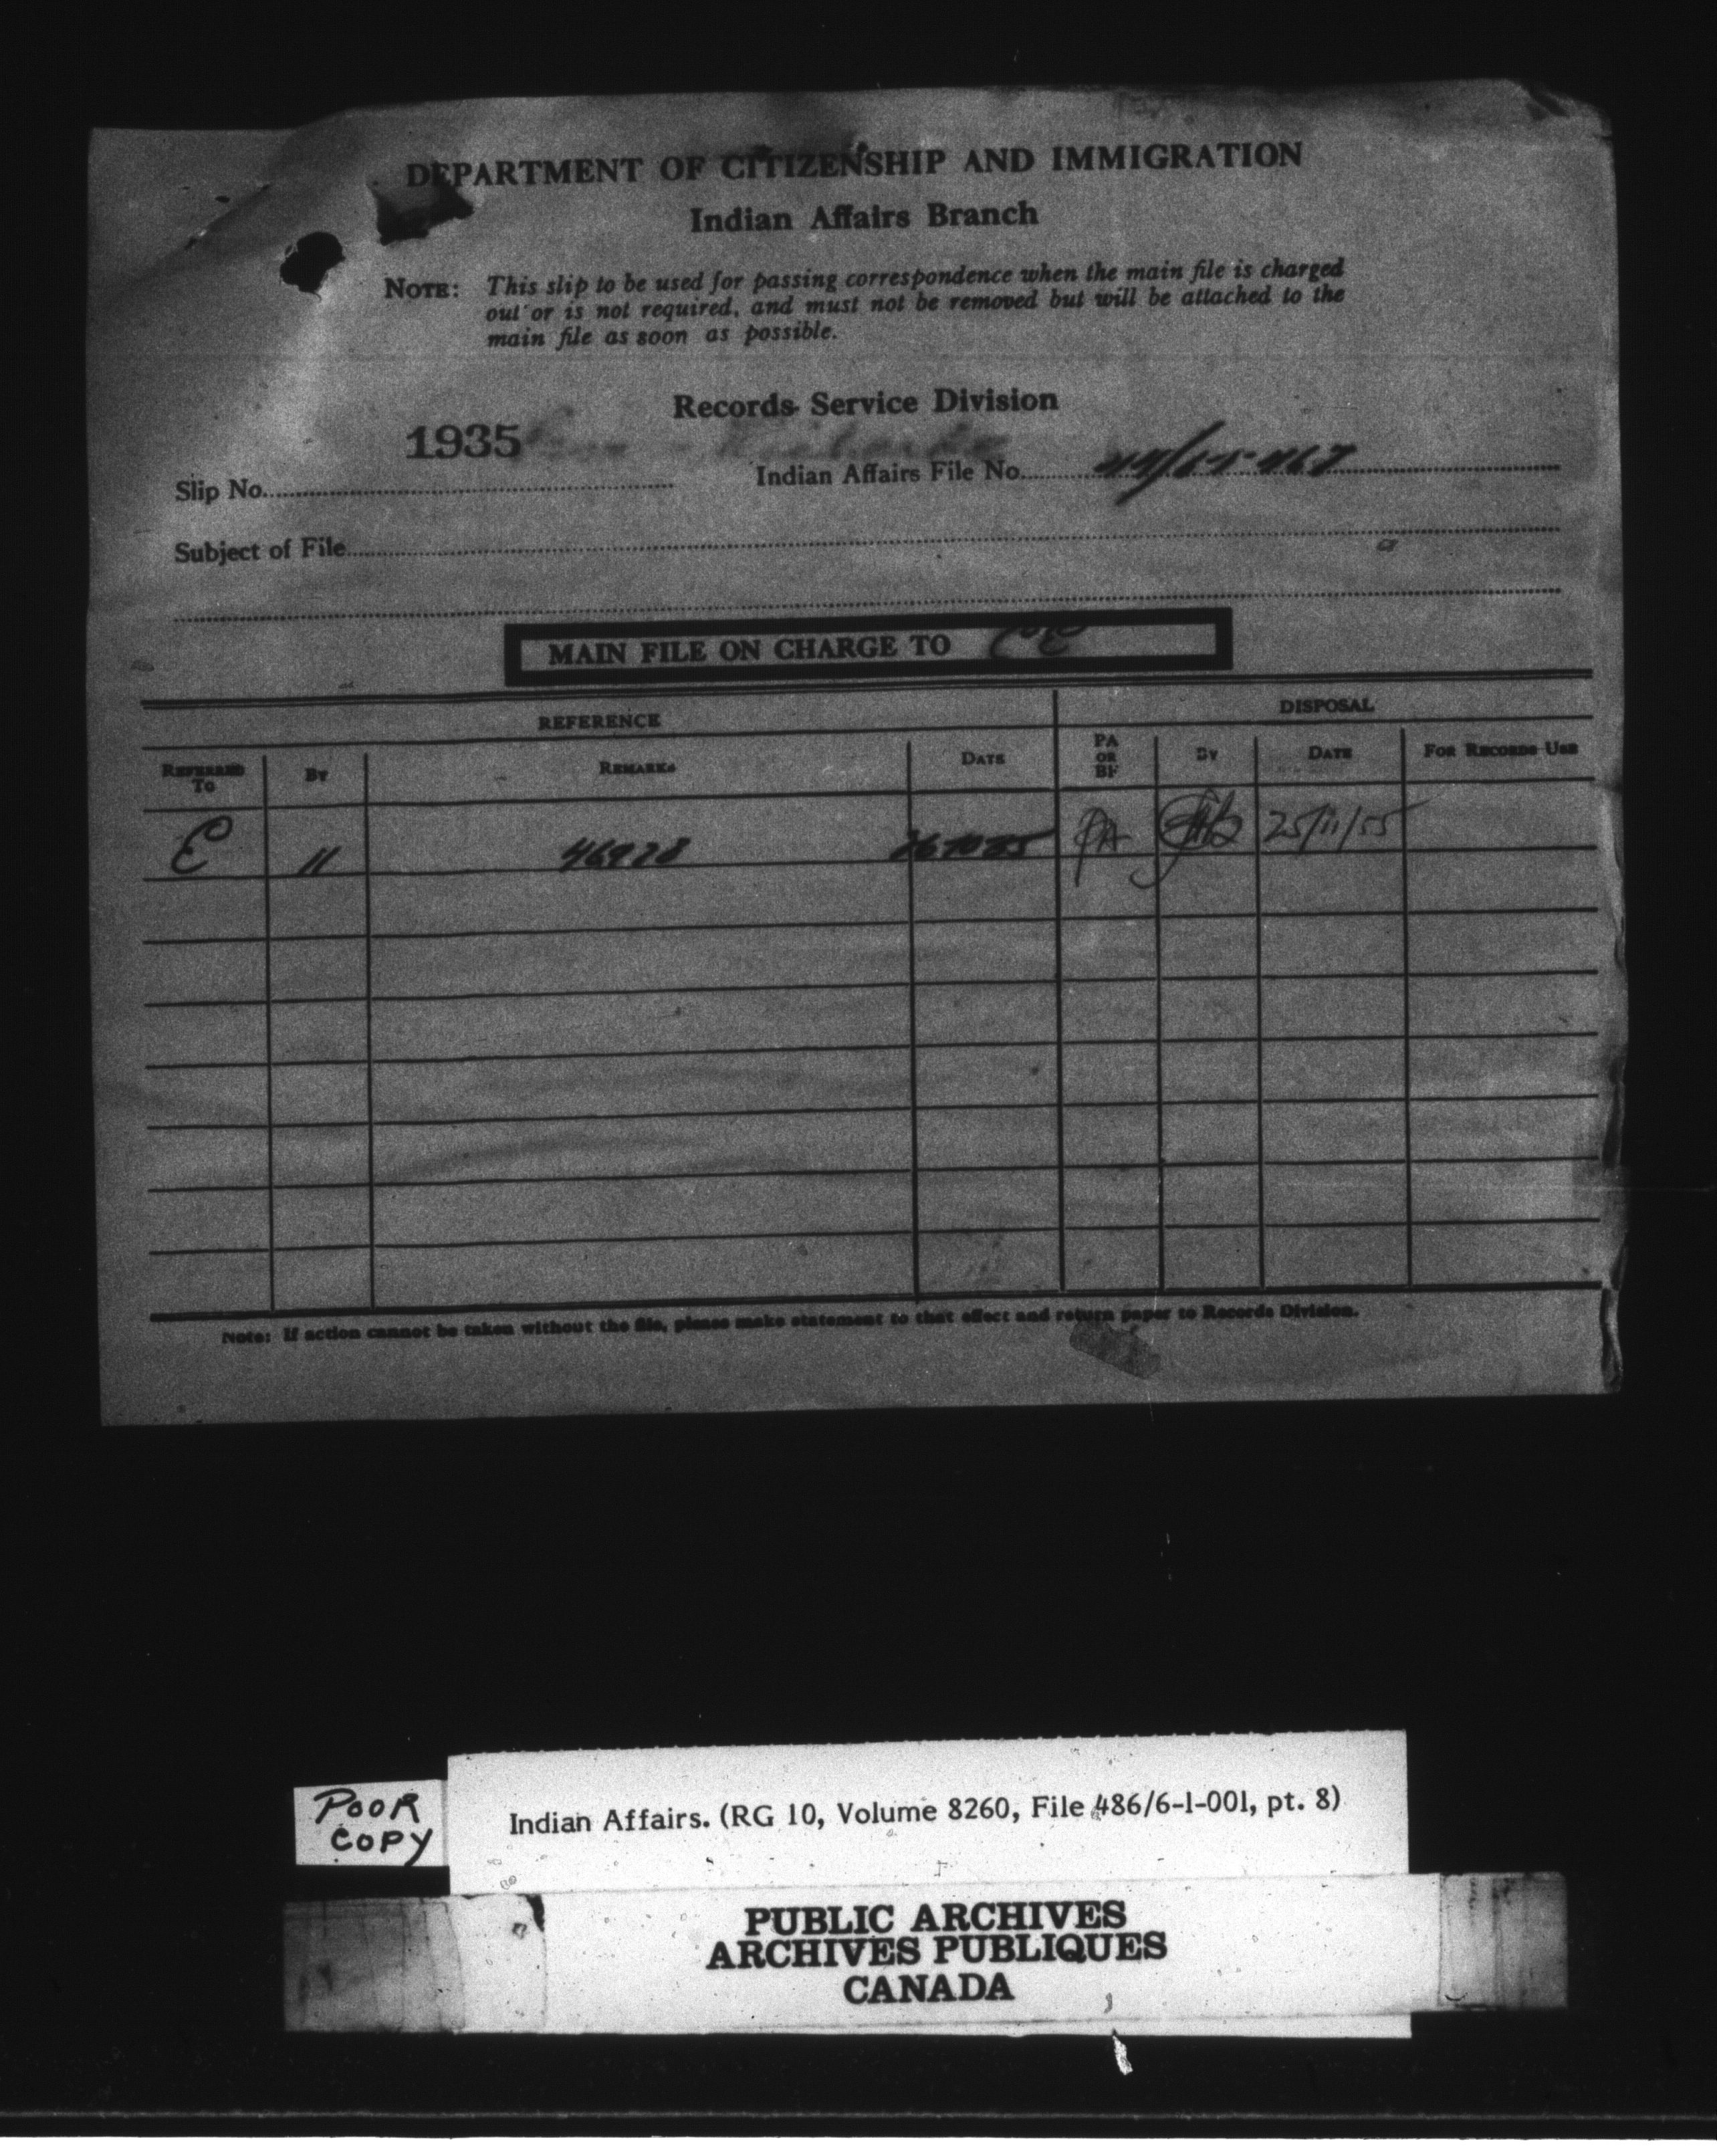 DEPARTMENT OF CITIZENSHIP AND IMMIGRATION
Indian Affairs Branch
NOTE: This slip to be used for passing correspondence when the main file is charged
out or is not required, and must not be removed but will be attached to the
main file as soon as possible.
Records Service Division
1935
Slip No. Indian Affairs File No.
Subject of File
MAIN FILE ON CHARGE TO
REFERENCE DISPOSAL
REFERRED TO BY REMARKS DATE PA OR BF BY DATE FOR RECORDS USE
E 11 46928 PA 25/11/55
Note: If action cannot be taken without the file, please make statement to that effect and return paper to Records Division.
POOR
COPY
Indian Affairs. (RG 10, Volume 8260, File 486/6-1-001, pt. 8)
PUBLIC ARCHIVES
ARCHIVES PUBLIQUES
CANADA